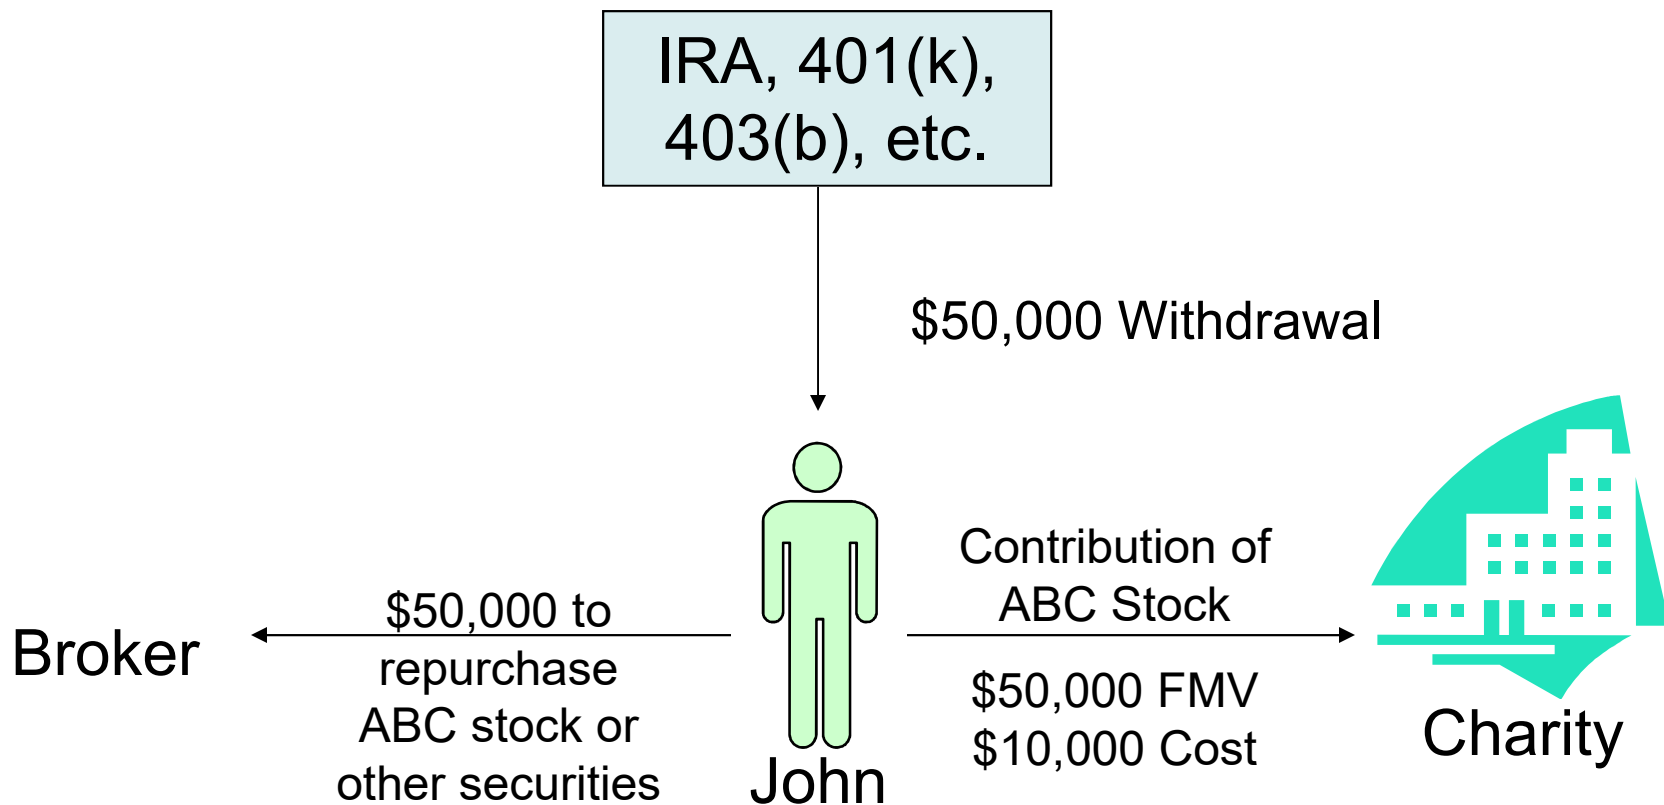 IRA, 401(k),
403(b), etc.
$50,000 Withdrawal
Broker
$50,000 to
repurchase
ABC stock or
other securities
John
Contribution of
ABC Stock
$50,000 FMV
$10,000 Cost
Charity